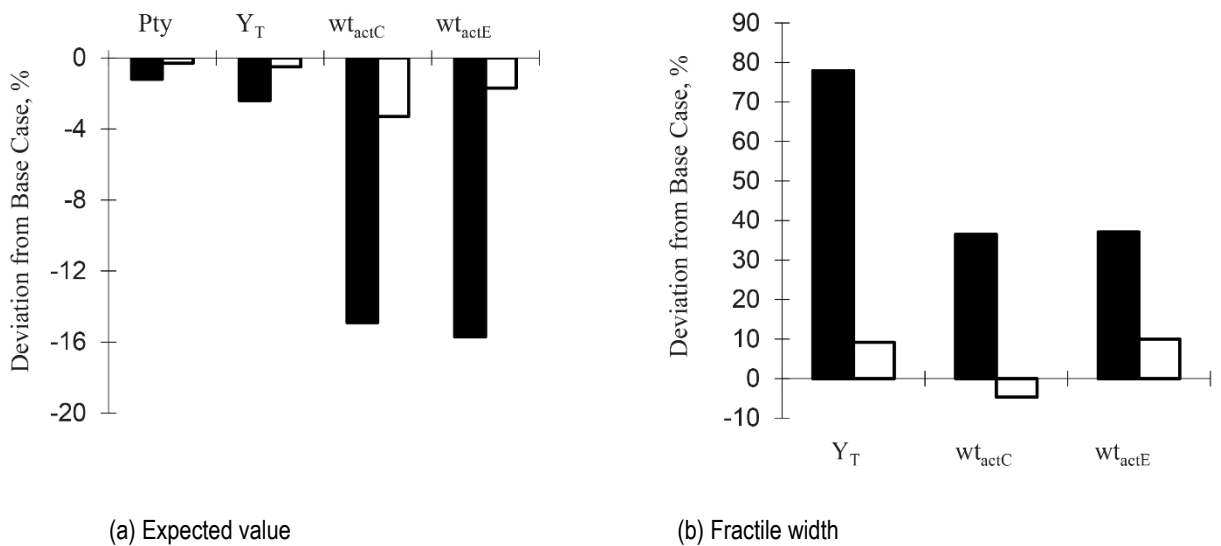 Pty Y_T wt_actC wt_actE
Deviation from Base Case, %
0
-4
-8
-12
-16
-20
(a) Expected value
Deviation from Base Case, %
90
80
70
60
50
40
30
20
10
0
-10
Y_T wt_actC wt_actE
(b) Fractile width